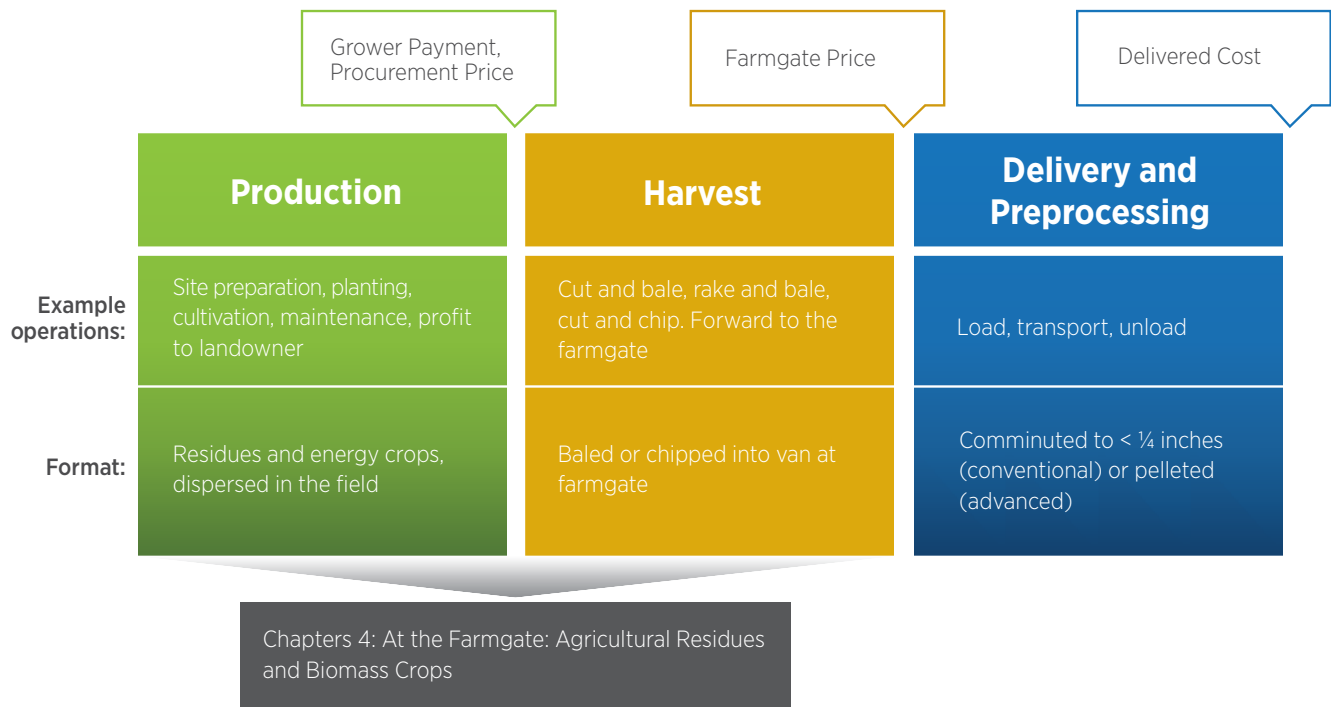 Grower Payment,
Procurement Price
Farmgate Price
Delivered Cost
Production
Harvest
Delivery and
Preprocessing
Example
operations:
Site preparation, planting,
cultivation, maintenance, profit
to landowner
Cut and bale, rake and bale,
cut and chip. Forward to the
farmgate
Load, transport, unload
Format:
Residues and energy crops,
dispersed in the field
Baled or chipped into van at
farmgate
Comminuted to < ¼ inches
(conventional) or pelleted
(advanced)
Chapters 4: At the Farmgate: Agricultural Residues
and Biomass Crops